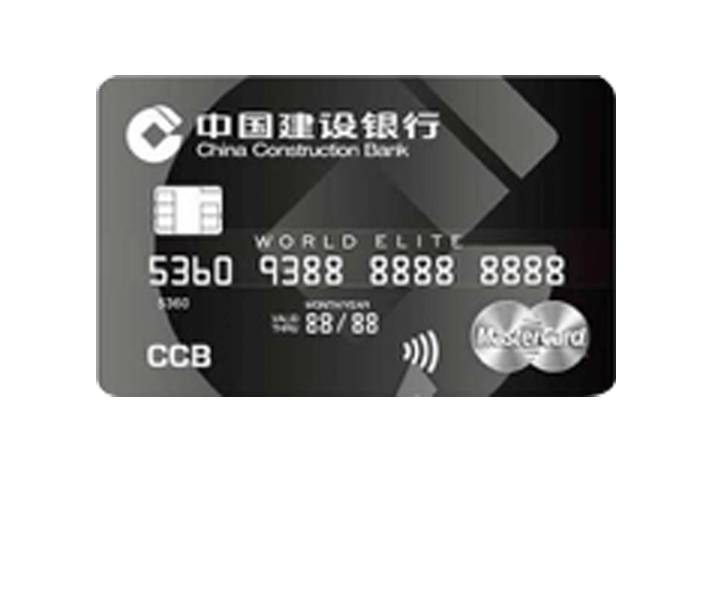 中国建设银行
China Construction Bank
WORLD ELITE
5360 9388 8888 8888
5360
MONTH/YEAR
VALID THRU 88/88
CCB
MasterCard